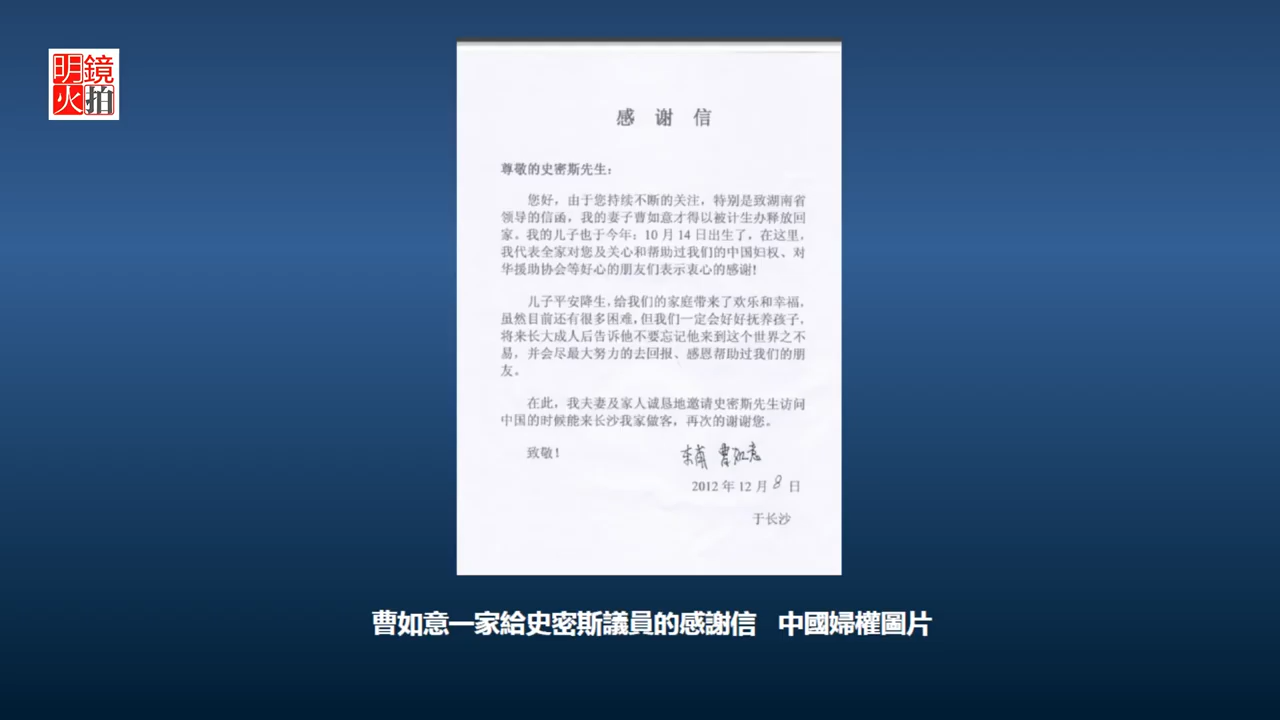 明鏡
火拍
感 谢 信
尊敬的史密斯先生：
您好，由于您持续不断的关注，特别是致湖南省
领导的信函，我的妻子曹如意才得以被计生办释放回
家。我的儿子也于今年：10 月 14 日出生了，在这里，
我代表全家对您及关心和帮助过我们的中国妇权、对
华援助协会等好心的朋友们表示衷心的感谢！
儿子平安降生，给我们的家庭带来了欢乐和幸福，
虽然目前还有很多困难，但我们一定会好好抚养孩子，
将来长大成人后告诉他不要忘记他来到这个世界之不
易，并会尽最大努力的去回报、感恩帮助过我们的朋
友。
在此，我夫妻及家人诚恳地邀请史密斯先生访问
中国的时候能来长沙我家做客，再次的谢谢您。
致敬！
曹如意
2012 年 12 月 8 日
于长沙
曹如意一家給史密斯議員的感謝信 中國婦權圖片